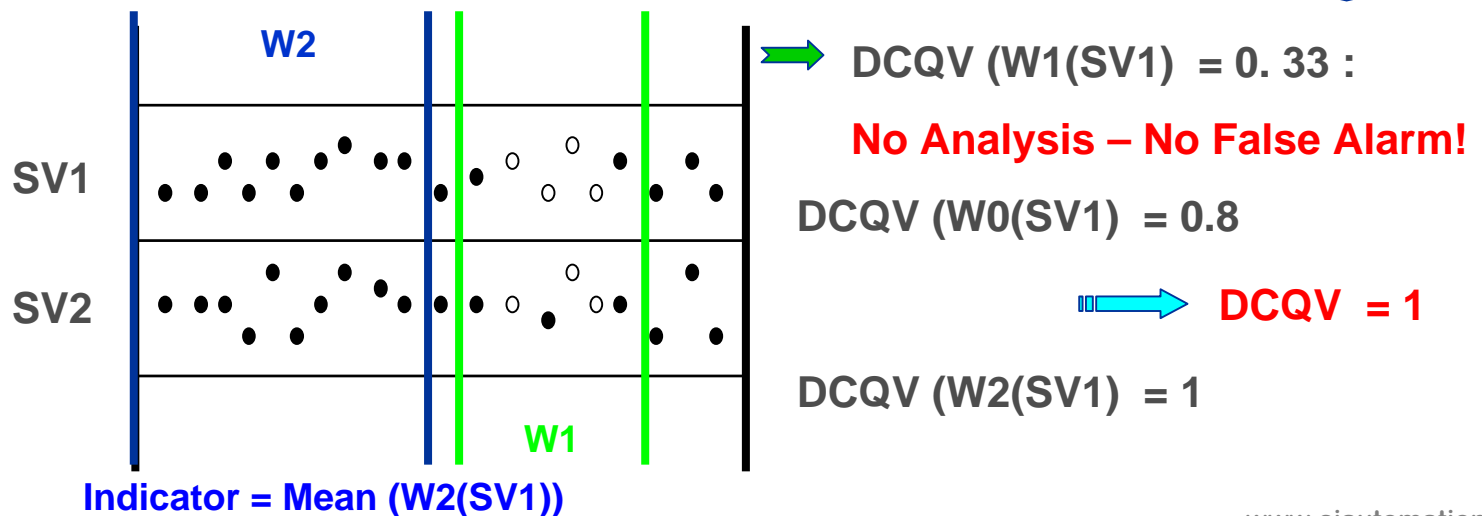 W2
DCQV (W1(SV1) = 0. 33 :
No Analysis – No False Alarm!
SV1
DCQV (W0(SV1) = 0.8
SV2
DCQV = 1
DCQV (W2(SV1) = 1
W1
Indicator = Mean (W2(SV1))